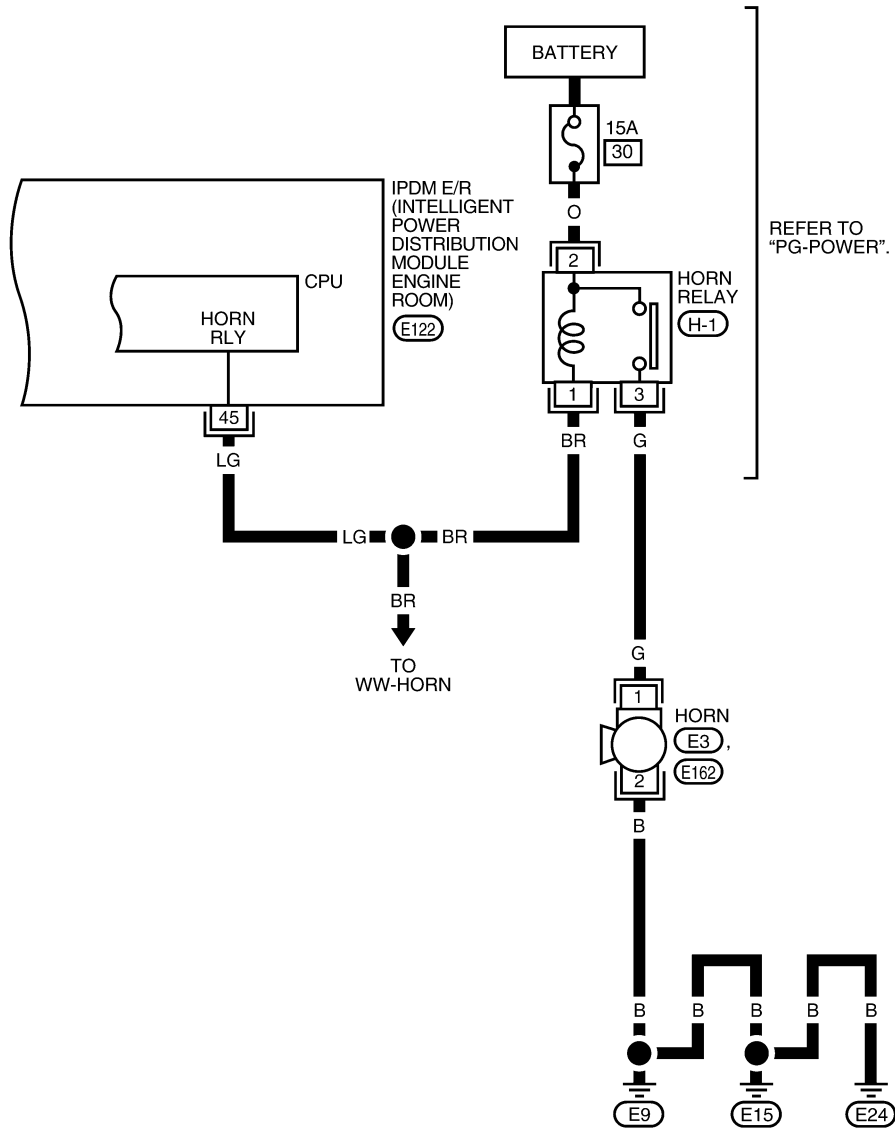 BATTERY
15A
30
O
2
REFER TO
“PG-POWER”.
IPDM E/R
(INTELLIGENT
POWER
DISTRIBUTION
MODULE
ENGINE
ROOM)
E122
CPU
HORN
RLY
45
LG
HORN
RELAY
H-1
1
3
BR
G
LG
BR
BR
TO
WW-HORN
G
1
HORN
E3 ,
E162
2
B
B
B
B
B
B
E9
E15
E24